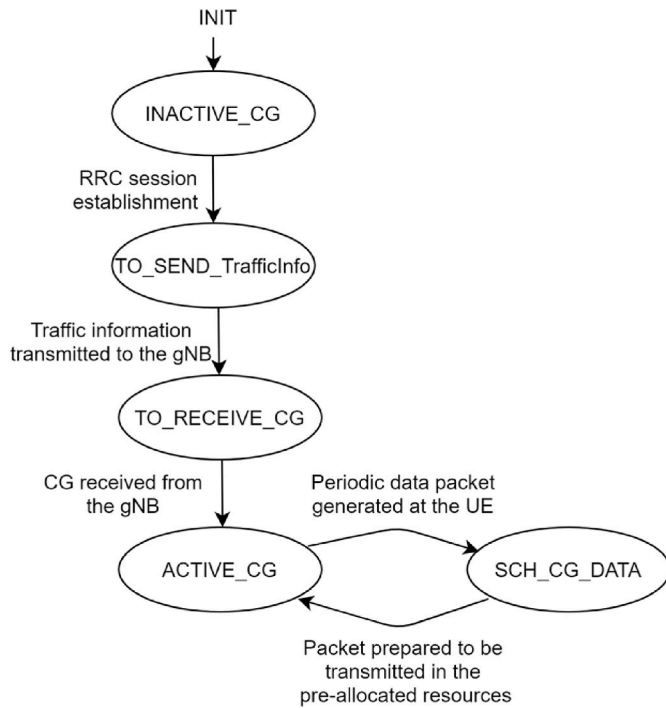 INIT
INACTIVE_CG
RRC session
establishment
TO_SEND_TrafficInfo
Traffic information
transmitted to the gNB
TO_RECEIVE_CG
CG received from
the gNB
Periodic data packet
generated at the UE
ACTIVE_CG
SCH_CG_DATA
Packet prepared to be
transmitted in the
pre-allocated resources